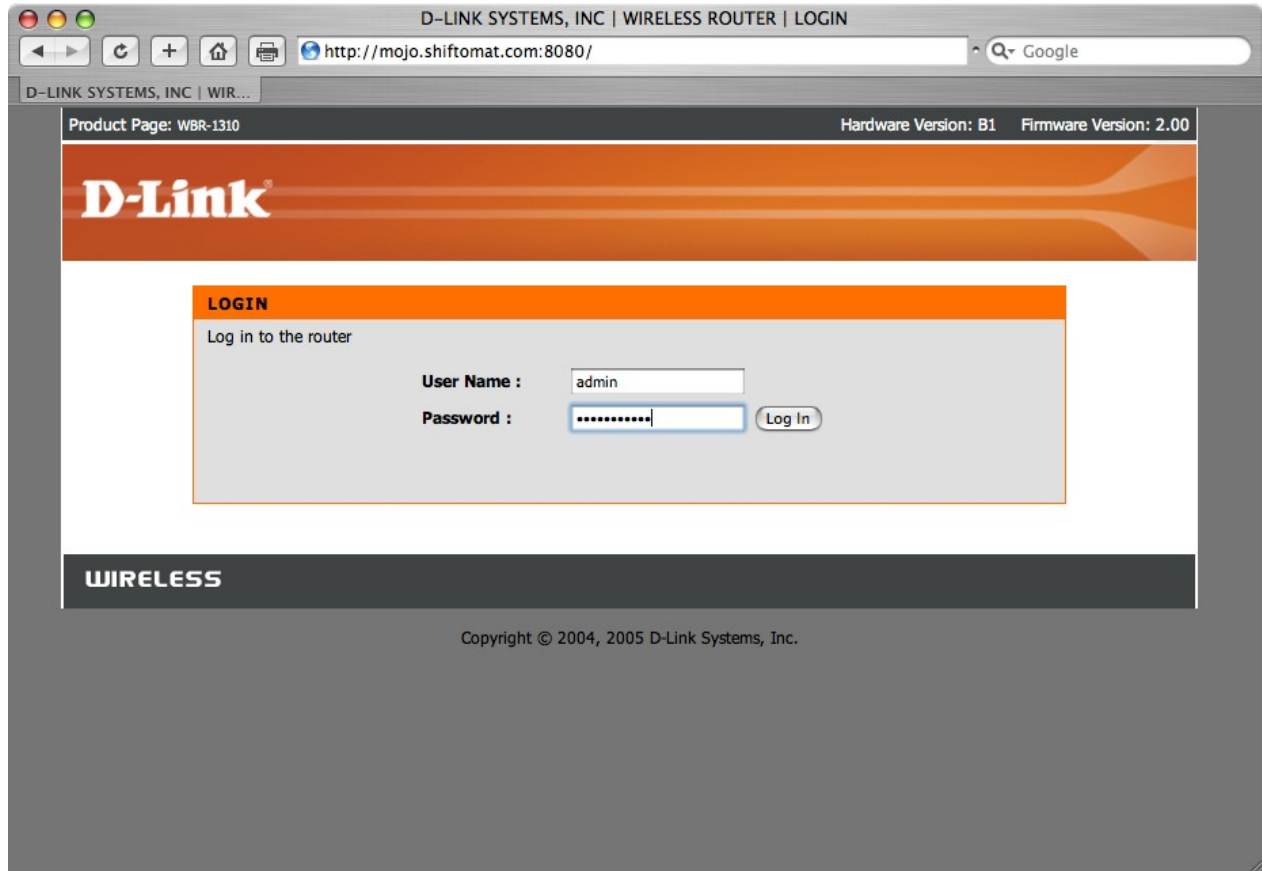 D-LINK SYSTEMS, INC | WIRELESS ROUTER | LOGIN
http://mojo.shiftomat.com:8080/
Google
D-LINK SYSTEMS, INC | WIR...
Product Page: WBR-1310 Hardware Version: B1 Firmware Version: 2.00
D-Link®
LOGIN
Log in to the router
User Name : admin
Password : ••••••••••• Log In
WIRELESS
Copyright © 2004, 2005 D-Link Systems, Inc.